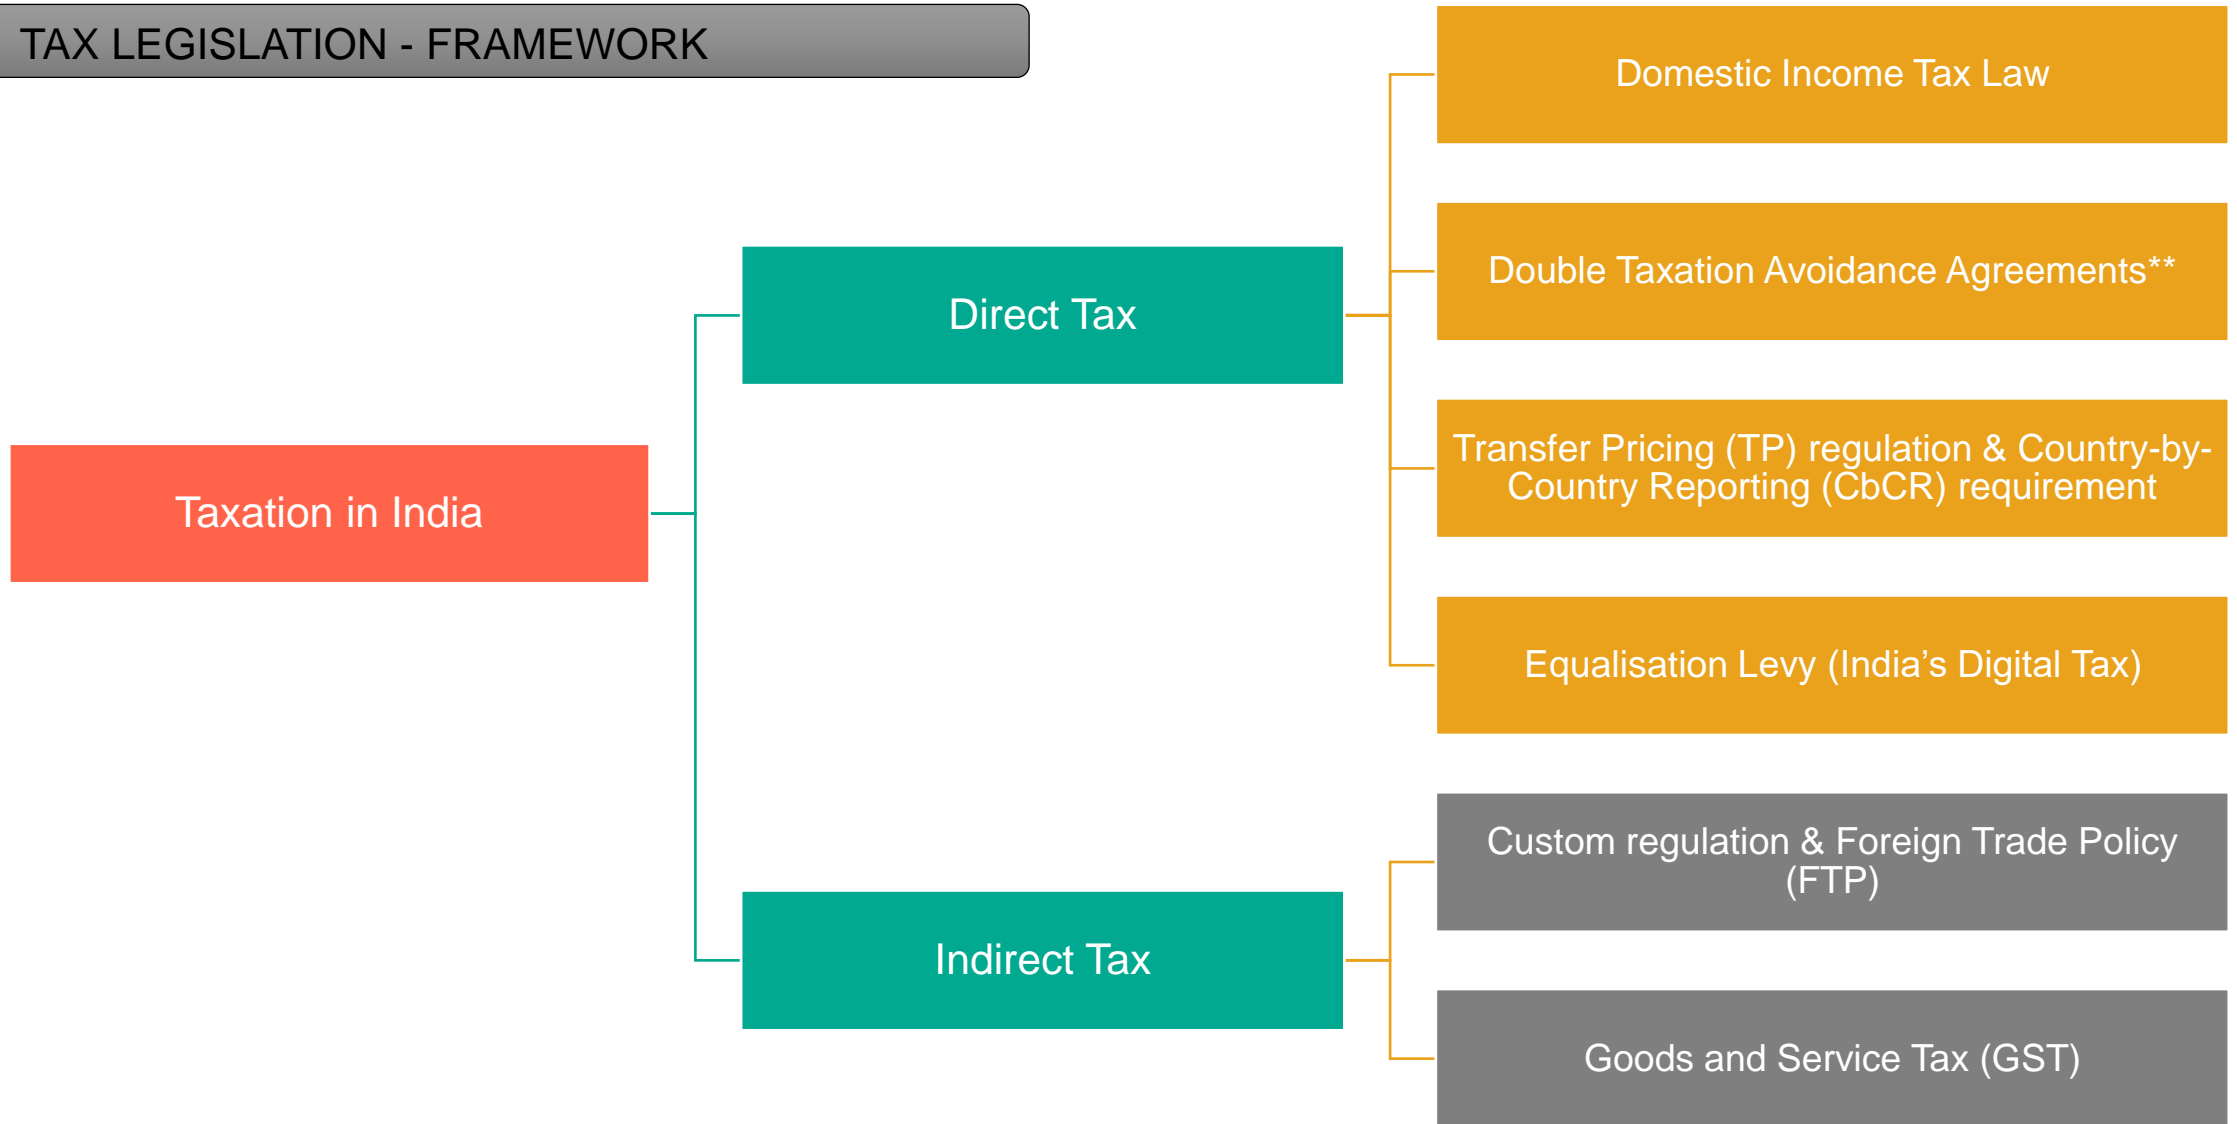 TAX LEGISLATION - FRAMEWORK
Taxation in India
Direct Tax
Domestic Income Tax Law
Double Taxation Avoidance Agreements**
Transfer Pricing (TP) regulation & Country-by-
Country Reporting (CbCR) requirement
Equalisation Levy (India’s Digital Tax)
Indirect Tax
Custom regulation & Foreign Trade Policy
(FTP)
Goods and Service Tax (GST)